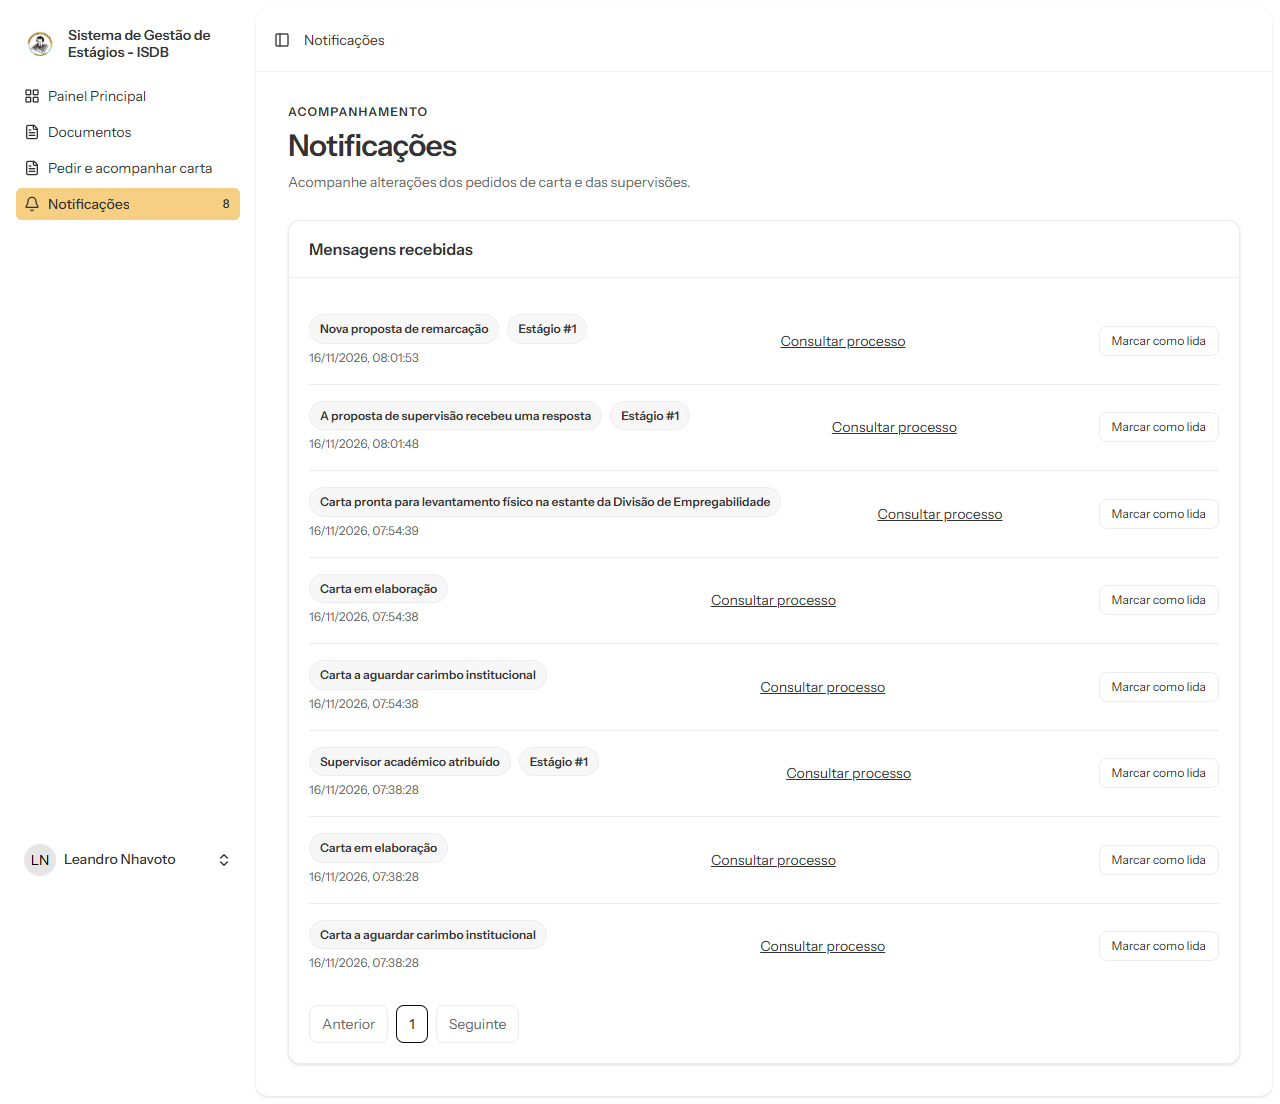 Sistema de Gestão de
Estágios - ISDB
Painel Principal
Documentos
Pedir e acompanhar carta
Notificações 8
LN Leandro Nhavoto
Notificações
ACOMPANHAMENTO
Notificações
Acompanhe alterações dos pedidos de carta e das supervisões.
Mensagens recebidas
Nova proposta de remarcação Estágio #1
16/11/2026, 08:01:53
Consultar processo
Marcar como lida
A proposta de supervisão recebeu uma resposta Estágio #1
16/11/2026, 08:01:48
Consultar processo
Marcar como lida
Carta pronta para levantamento físico na estante da Divisão de Empregabilidade
16/11/2026, 07:54:39
Consultar processo
Marcar como lida
Carta em elaboração
16/11/2026, 07:54:38
Consultar processo
Marcar como lida
Carta a aguardar carimbo institucional
16/11/2026, 07:54:38
Consultar processo
Marcar como lida
Supervisor académico atribuído Estágio #1
16/11/2026, 07:38:28
Consultar processo
Marcar como lida
Carta em elaboração
16/11/2026, 07:38:28
Consultar processo
Marcar como lida
Carta a aguardar carimbo institucional
16/11/2026, 07:38:28
Consultar processo
Marcar como lida
Anterior 1 Seguinte